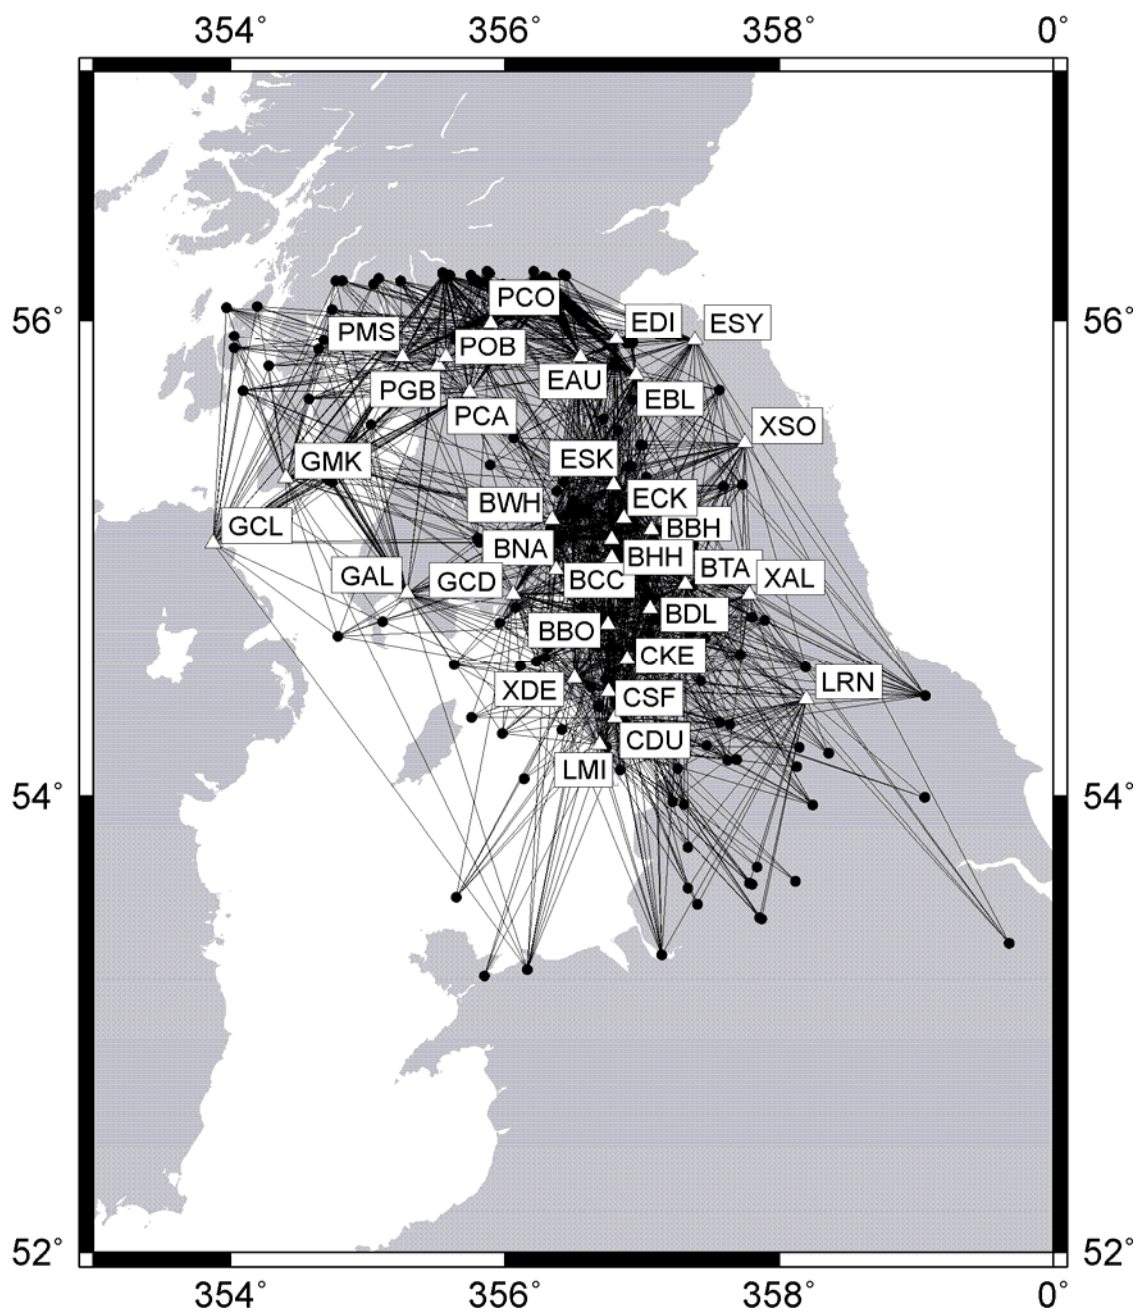 354° 356° 358° 0°
PCO
PMS EDI ESY
56° 56°
POB
EAU
PGB
EBL
PCA
XSO
ESK
GMK
ECK
BWH
GCL BBH
BNA
BHH
GAL GCD BCC BTA XAL
BDL
BBO
CKE
XDE LRN
CSF
CDU
LMI
54° 54°
52° 52°
354° 356° 358° 0°